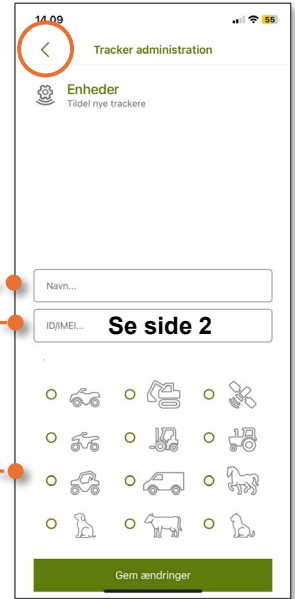 14.09
55
Tracker administration
Enheder
Tildel nye trackere
Navn...
ID/IMEI... Se side 2
Gem ændringer